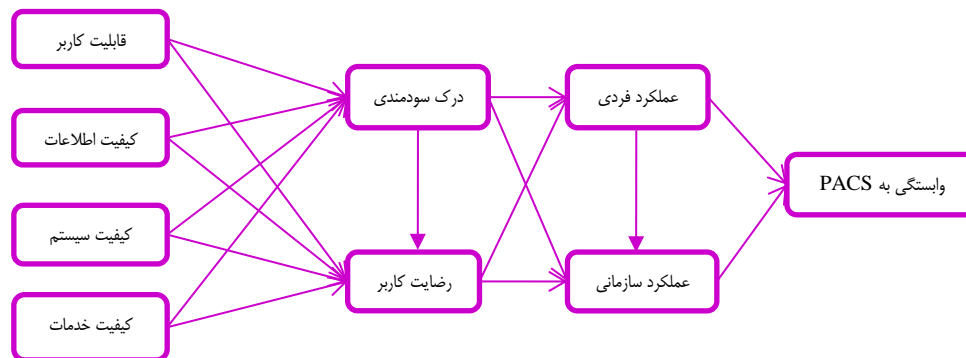 قابلیت کاربر
کیفیت اطلاعات
کیفیت سیستم
کیفیت خدمات
درک سودمندی
رضایت کاربر
عملکرد فردی
عملکرد سازمانی
وابستگی به PACS